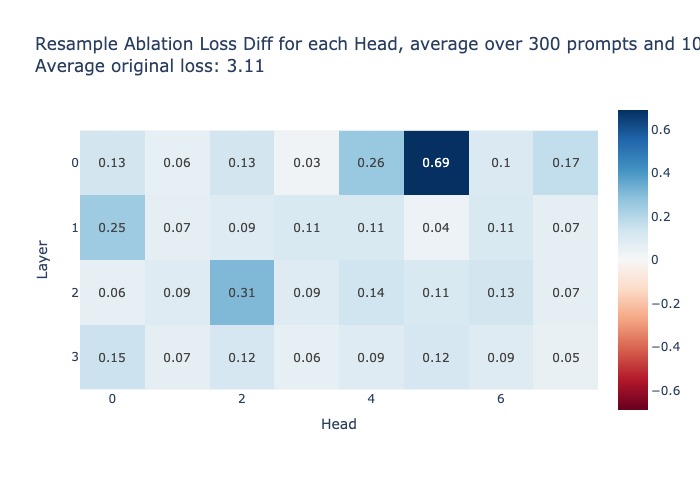 Resample Ablation Loss Diff for each Head, average over 300 prompts and 10
Average original loss: 3.11
0 0.13 0.06 0.13 0.03 0.26 0.69 0.1 0.17
1 0.25 0.07 0.09 0.11 0.11 0.04 0.11 0.07
2 0.06 0.09 0.31 0.09 0.14 0.11 0.13 0.07
3 0.15 0.07 0.12 0.06 0.09 0.12 0.09 0.05
0 2 4 6
Head
Layer
0.6
0.4
0.2
0
−0.2
−0.4
−0.6